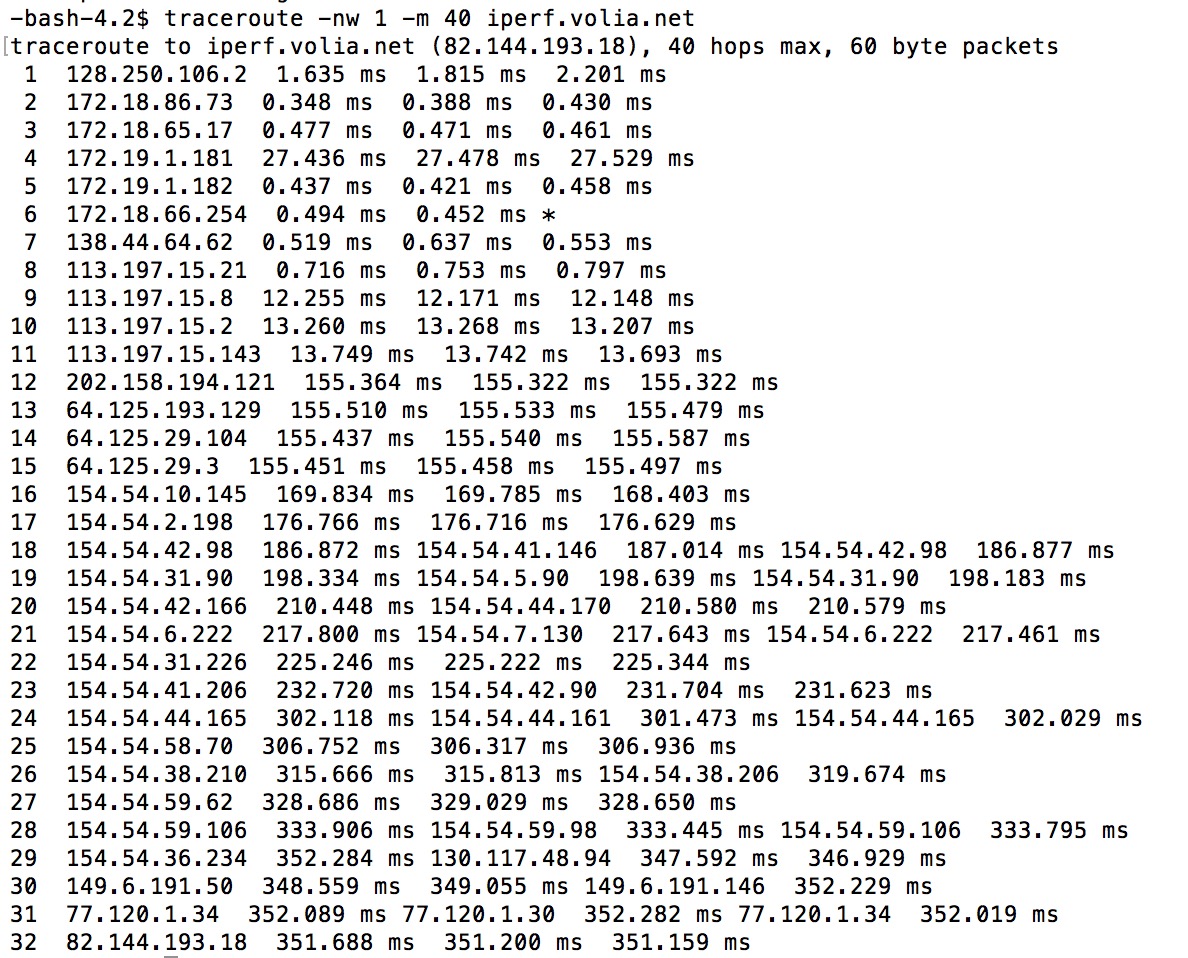 -bash-4.2$ traceroute -nw 1 -m 40 iperf.volia.net
[traceroute to iperf.volia.net (82.144.193.18), 40 hops max, 60 byte packets
 1  128.250.106.2  1.635 ms  1.815 ms  2.201 ms
 2  172.18.86.73  0.348 ms  0.388 ms  0.430 ms
 3  172.18.65.17  0.477 ms  0.471 ms  0.461 ms
 4  172.19.1.181  27.436 ms  27.478 ms  27.529 ms
 5  172.19.1.182  0.437 ms  0.421 ms  0.458 ms
 6  172.18.66.254  0.494 ms  0.452 ms *
 7  138.44.64.62  0.519 ms  0.637 ms  0.553 ms
 8  113.197.15.21  0.716 ms  0.753 ms  0.797 ms
 9  113.197.15.8  12.255 ms  12.171 ms  12.148 ms
10  113.197.15.2  13.260 ms  13.268 ms  13.207 ms
11  113.197.15.143  13.749 ms  13.742 ms  13.693 ms
12  202.158.194.121  155.364 ms  155.322 ms  155.322 ms
13  64.125.193.129  155.510 ms  155.533 ms  155.479 ms
14  64.125.29.104  155.437 ms  155.540 ms  155.587 ms
15  64.125.29.3  155.451 ms  155.458 ms  155.497 ms
16  154.54.10.145  169.834 ms  169.785 ms  168.403 ms
17  154.54.2.198  176.766 ms  176.716 ms  176.629 ms
18  154.54.42.98  186.872 ms 154.54.41.146  187.014 ms 154.54.42.98  186.877 ms
19  154.54.31.90  198.334 ms 154.54.5.90  198.639 ms 154.54.31.90  198.183 ms
20  154.54.42.166  210.448 ms 154.54.44.170  210.580 ms  210.579 ms
21  154.54.6.222  217.800 ms 154.54.7.130  217.643 ms 154.54.6.222  217.461 ms
22  154.54.31.226  225.246 ms  225.222 ms  225.344 ms
23  154.54.41.206  232.720 ms 154.54.42.90  231.704 ms  231.623 ms
24  154.54.44.165  302.118 ms 154.54.44.161  301.473 ms 154.54.44.165  302.029 ms
25  154.54.58.70  306.752 ms  306.317 ms  306.936 ms
26  154.54.38.210  315.666 ms  315.813 ms 154.54.38.206  319.674 ms
27  154.54.59.62  328.686 ms  329.029 ms  328.650 ms
28  154.54.59.106  333.906 ms 154.54.59.98  333.445 ms 154.54.59.106  333.795 ms
29  154.54.36.234  352.284 ms 130.117.48.94  347.592 ms  346.929 ms
30  149.6.191.50  348.559 ms  349.055 ms 149.6.191.146  352.229 ms
31  77.120.1.34  352.089 ms 77.120.1.30  352.282 ms 77.120.1.34  352.019 ms
32  82.144.193.18  351.688 ms  351.200 ms  351.159 ms